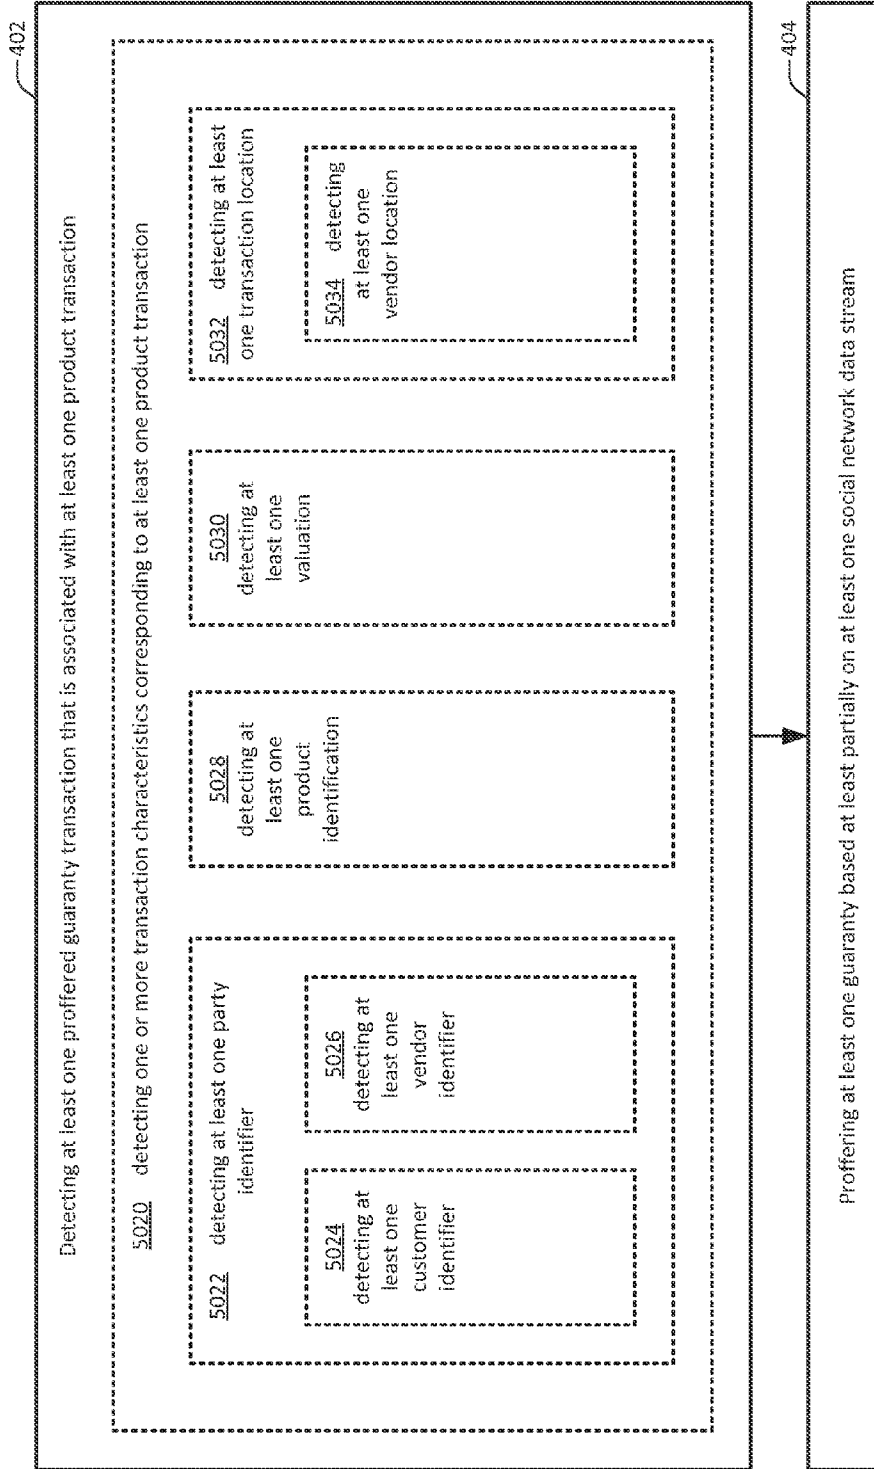 402
Detecting at least one proffered guaranty transaction that is associated with at least one product transaction
5020 detecting one or more transaction characteristics corresponding to at least one product transaction
5022 detecting at least one party
identifier
5024
detecting at
least one
customer
identifier
5026
detecting at
least one
vendor
identifier
5028
detecting at
least one
product
identification
5030
detecting at
least one
valuation
5032 detecting at least
one transaction location
5034 detecting
at least one
vendor location
404
Proffering at least one guaranty based at least partially on at least one social network data stream